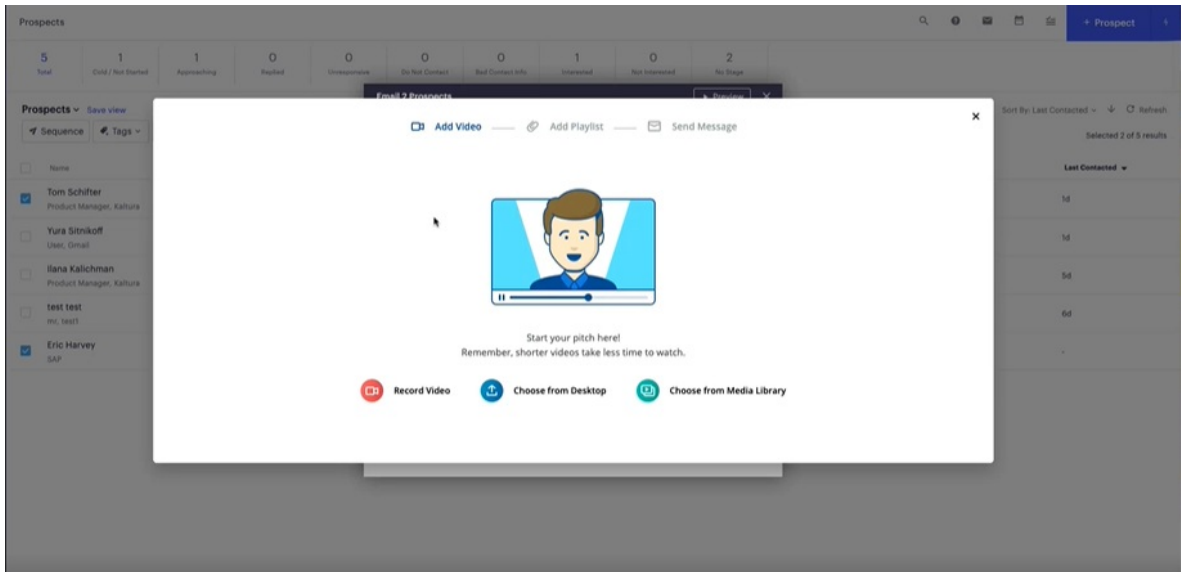 Prospects
+ Prospect
5 1 1 0 0 0 0 1 0 2
Total Cold / Not Started Approaching Replied Unresponsive Do Not Contact Bad Contact Info Interested Not Interested No Stage
Email 2 Prospects Preview
Prospects Save view
Sort By: Last Contacted Refresh
Add Video Add Playlist Send Message
Sequence Tags
Selected 2 of 5 results
Name Last Contacted
Tom Schifter
Product Manager, Kaltura
1d
Yura Sitnikoff
User, Gmail
1d
Ilana Kalichman
Product Manager, Kaltura
5d
test test
mr, test1
6d
Eric Harvey
SAP
-
Start your pitch here!
Remember, shorter videos take less time to watch.
Record Video Choose from Desktop Choose from Media Library